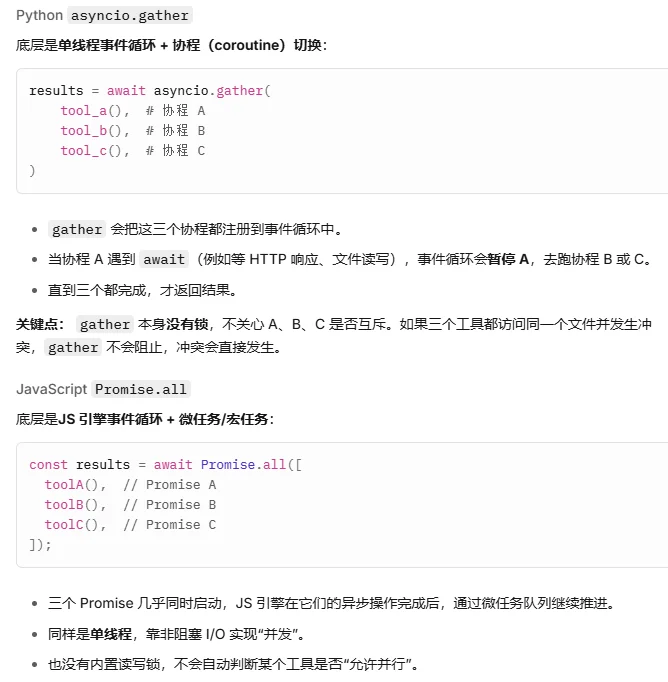 Python asyncio.gather
底层是单线程事件循环 + 协程（coroutine）切换：
results = await asyncio.gather(
    tool_a(),  # 协程 A
    tool_b(),  # 协程 B
    tool_c(),  # 协程 C
)
• gather 会把这三个协程都注册到事件循环中。
• 当协程 A 遇到 await（例如等 HTTP 响应、文件读写），事件循环会暂停 A，去跑协程 B 或 C。
• 直到三个都完成，才返回结果。
关键点： gather 本身没有锁，不关心 A、B、C 是否互斥。如果三个工具都访问同一个文件并发生冲
突，gather 不会阻止，冲突会直接发生。
JavaScript Promise.all
底层是JS 引擎事件循环 + 微任务/宏任务：
const results = await Promise.all([
  toolA(),  // Promise A
  toolB(),  // Promise B
  toolC(),  // Promise C
]);
• 三个 Promise 几乎同时启动，JS 引擎在它们的异步操作完成后，通过微任务队列继续推进。
• 同样是单线程，靠非阻塞 I/O 实现“并发”。
• 也没有内置读写锁，不会自动判断某个工具是否“允许并行”。